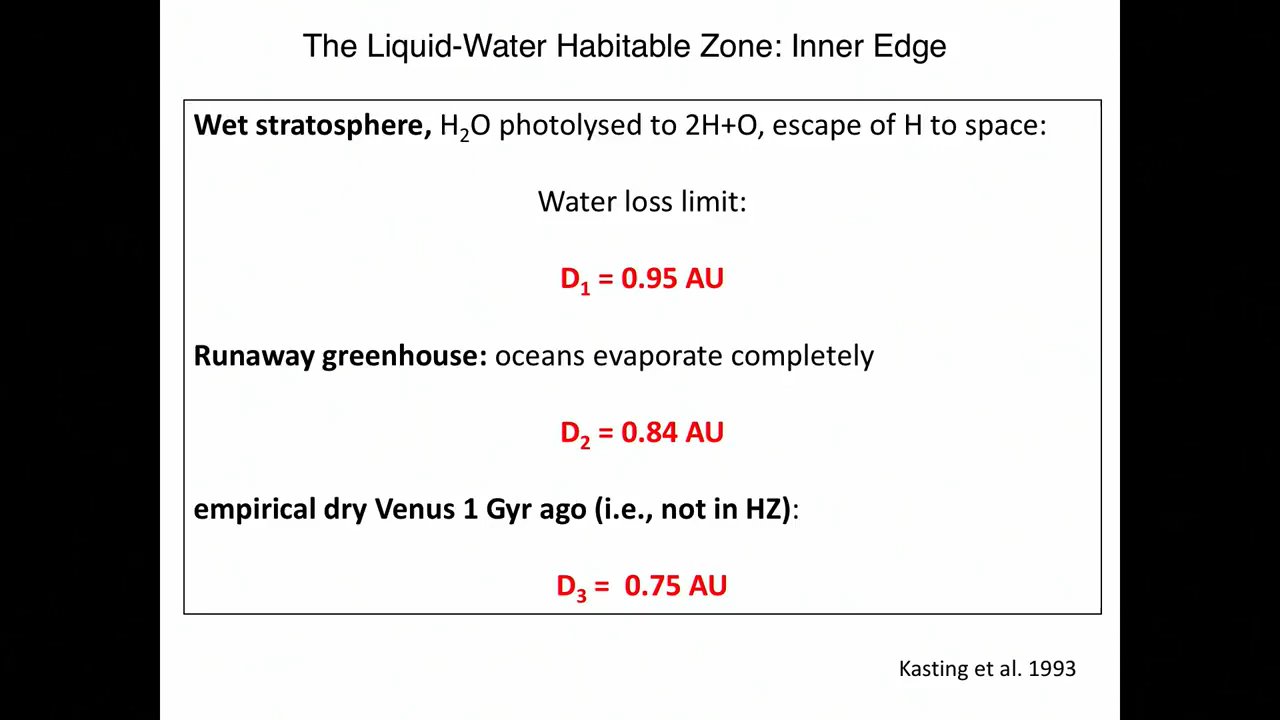 The Liquid-Water Habitable Zone: Inner Edge
Wet stratosphere, H₂O photolysed to 2H+O, escape of H to space:
Water loss limit:
D₁ = 0.95 AU
Runaway greenhouse: oceans evaporate completely
D₂ = 0.84 AU
empirical dry Venus 1 Gyr ago (i.e., not in HZ):
D₃ = 0.75 AU
Kasting et al. 1993